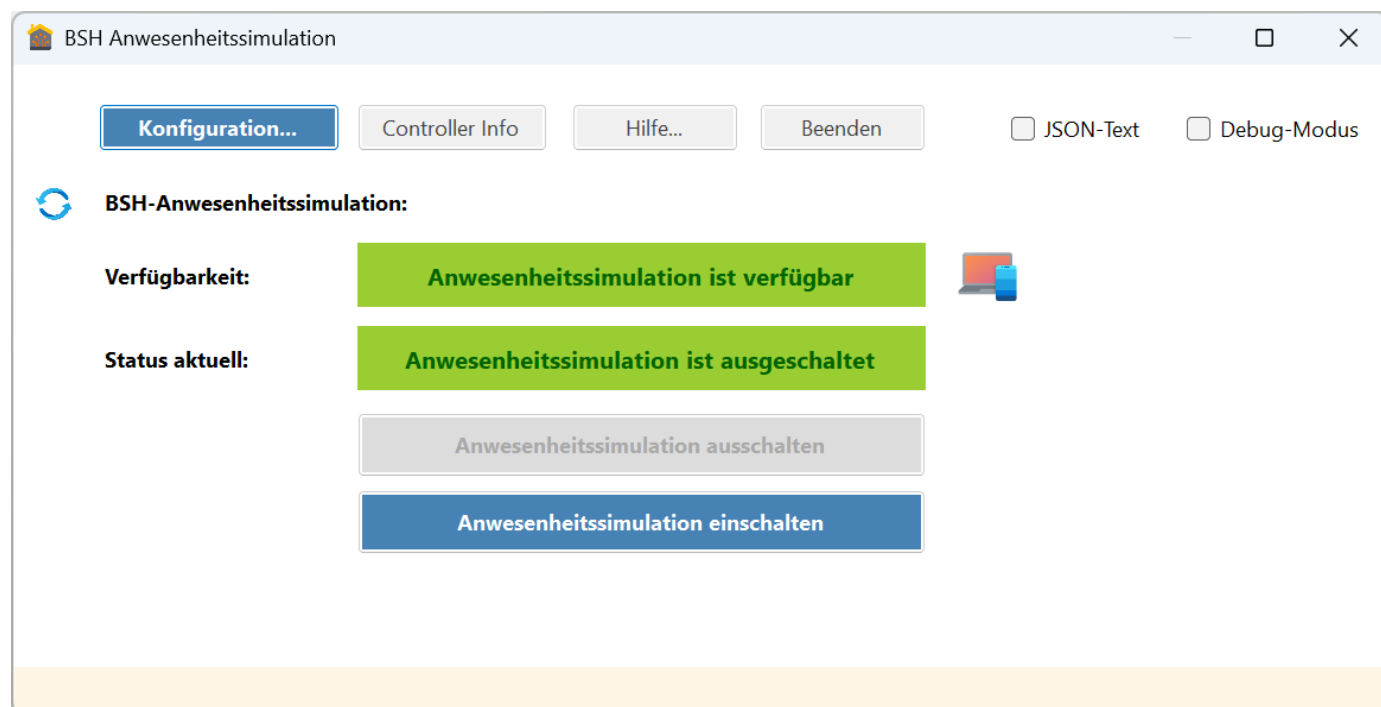 BSH Anwesenheitssimulation
Konfiguration... Controller Info Hilfe... Beenden JSON-Text Debug-Modus
BSH-Anwesenheitssimulation:
Verfügbarkeit: Anwesenheitssimulation ist verfügbar
Status aktuell: Anwesenheitssimulation ist ausgeschaltet
Anwesenheitssimulation ausschalten
Anwesenheitssimulation einschalten